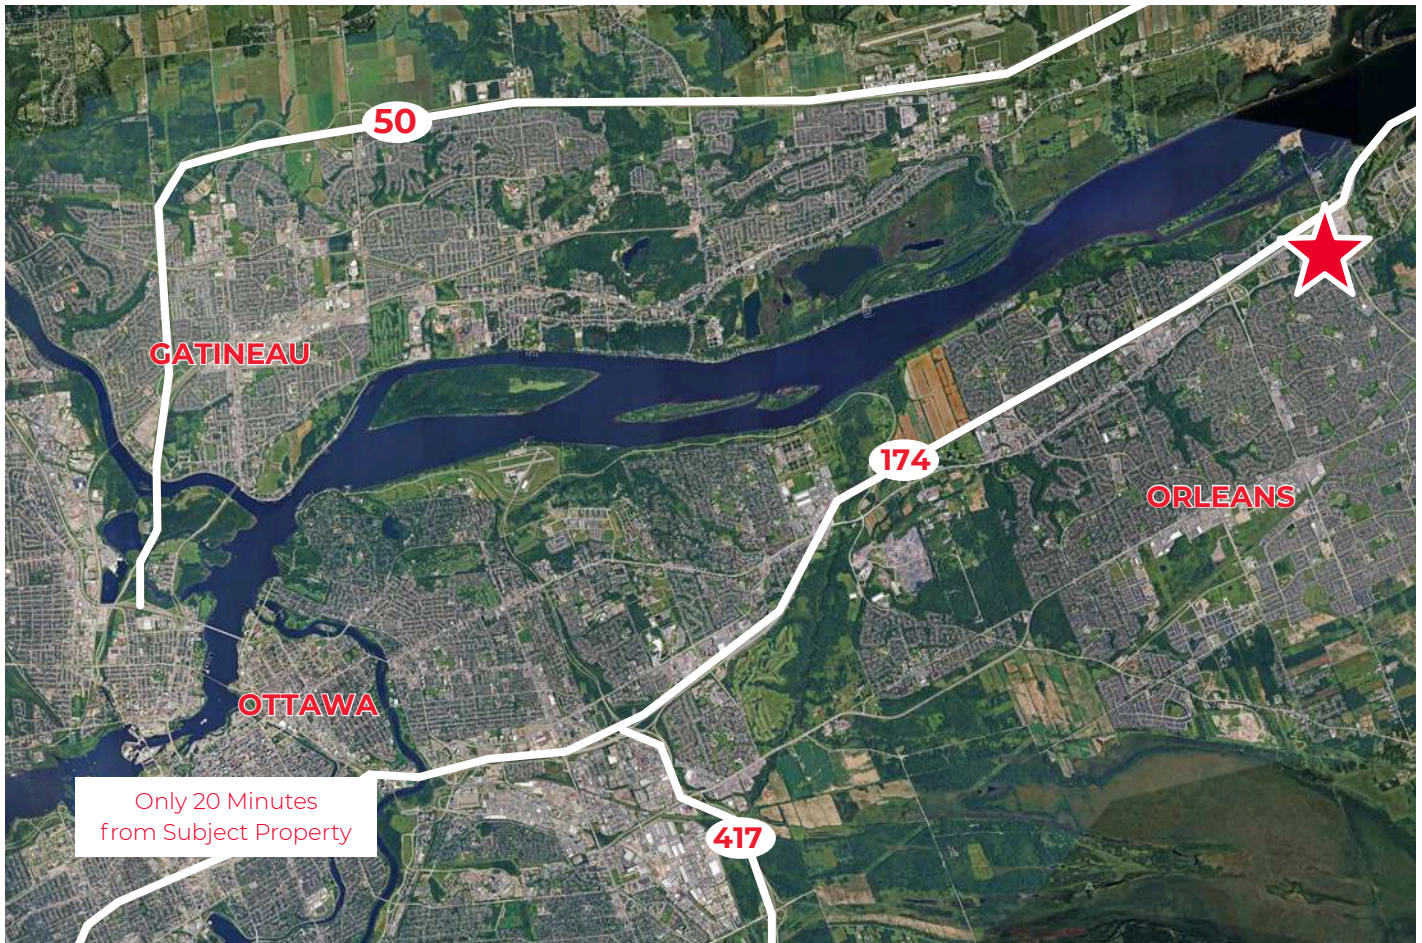 50
GATINEAU
174
ORLEANS
OTTAWA
Only 20 Minutes
from Subject Property
417